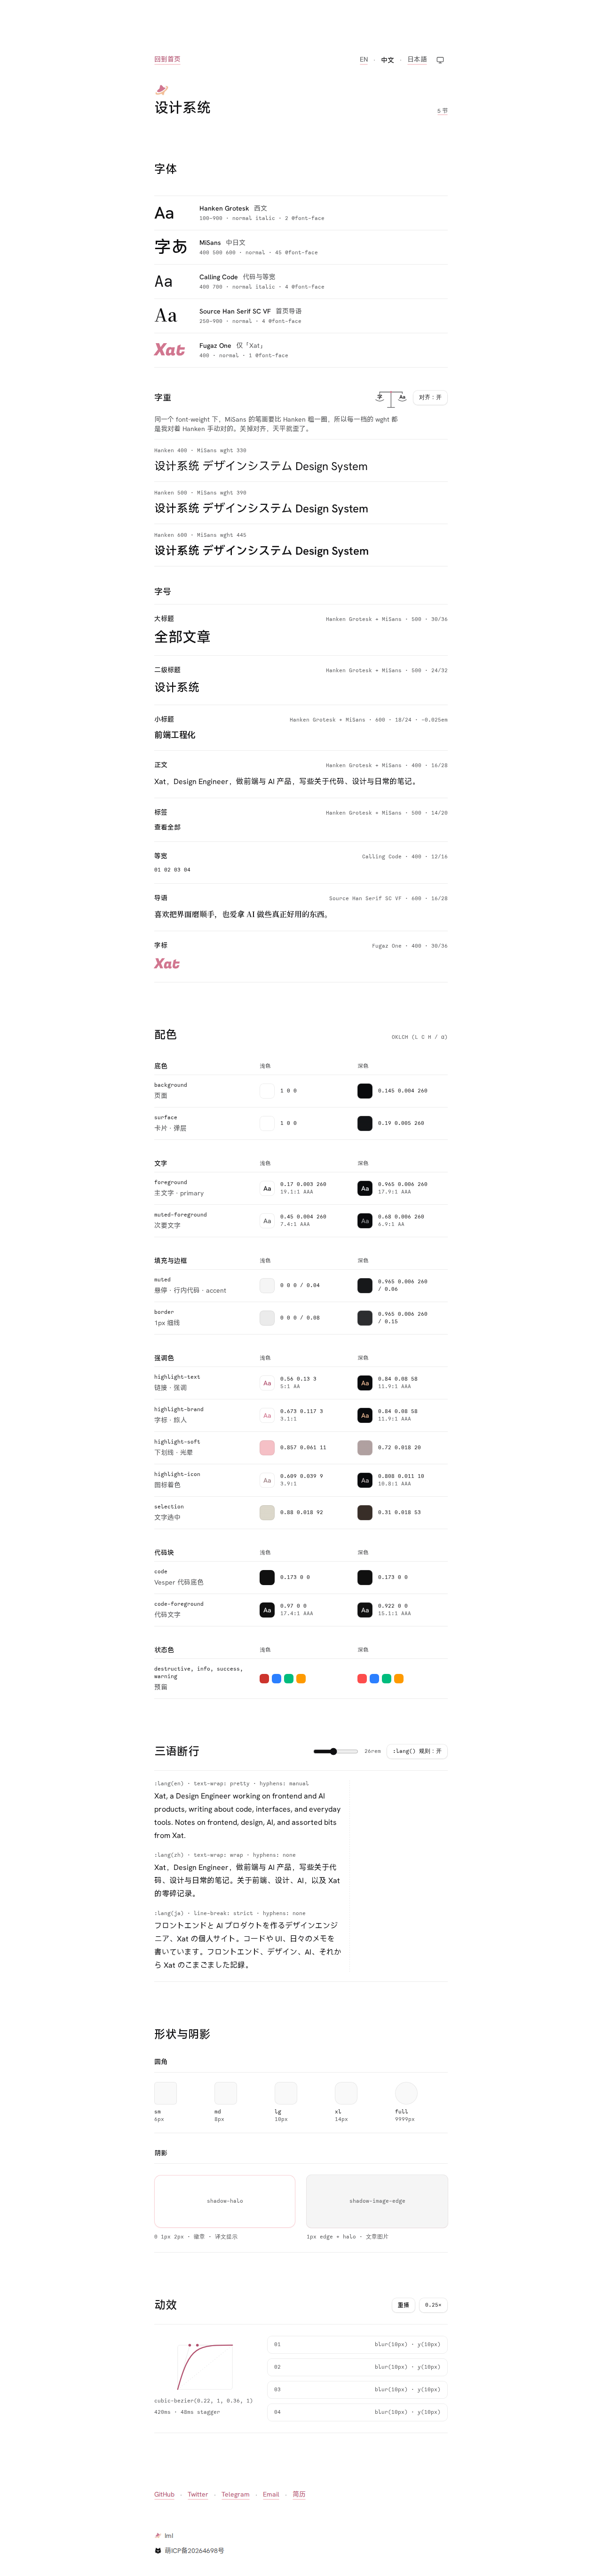 回到首页
EN · 中文 · 日本語
设计系统
5 节
字体
Aa
Hanken Grotesk 西文
100–900 · normal italic · 2 @font-face
字あ
MiSans 中日文
400 500 600 · normal · 45 @font-face
Aa
Calling Code 代码与等宽
400 700 · normal italic · 4 @font-face
Aa
Source Han Serif SC VF 首页导语
250–900 · normal · 4 @font-face
Xat
Fugaz One 仅「Xat」
400 · normal · 1 @font-face
字重
字 Aa
对齐：开
同一个 font-weight 下，MiSans 的笔画要比 Hanken 粗一圈，所以每一档的 wght 都
是我对着 Hanken 手动对的。关掉对齐，天平就歪了。
Hanken 400 · MiSans wght 330
设计系统 デザインシステム Design System
Hanken 500 · MiSans wght 390
设计系统 デザインシステム Design System
Hanken 600 · MiSans wght 445
设计系统 デザインシステム Design System
字号
大标题
Hanken Grotesk + MiSans · 500 · 30/36
全部文章
二级标题
Hanken Grotesk + MiSans · 500 · 24/32
设计系统
小标题
Hanken Grotesk + MiSans · 600 · 18/24 · -0.025em
前端工程化
正文
Hanken Grotesk + MiSans · 400 · 16/28
Xat，Design Engineer，做前端与 AI 产品，写些关于代码、设计与日常的笔记。
标签
Hanken Grotesk + MiSans · 500 · 14/20
查看全部
等宽
Calling Code · 400 · 12/16
01 02 03 04
导语
Source Han Serif SC VF · 600 · 16/28
喜欢把界面磨顺手，也爱拿 AI 做些真正好用的东西。
字标
Fugaz One · 400 · 30/36
Xat
配色
OKLCH (L C H / α)
底色 浅色 深色
background
页面
1 0 0
0.145 0.004 260
surface
卡片 · 弹层
1 0 0
0.19 0.005 260
文字 浅色 深色
foreground
主文字 · primary
Aa
0.17 0.003 260
19.1:1 AAA
Aa
0.965 0.006 260
17.9:1 AAA
muted-foreground
次要文字
Aa
0.45 0.004 260
7.4:1 AAA
Aa
0.68 0.006 260
6.9:1 AA
填充与边框 浅色 深色
muted
悬停 · 行内代码 · accent
0 0 0 / 0.04
0.965 0.006 260
/ 0.06
border
1px 细线
0 0 0 / 0.08
0.965 0.006 260
/ 0.15
强调色 浅色 深色
highlight-text
链接 · 强调
Aa
0.56 0.13 3
5:1 AA
Aa
0.84 0.08 58
11.9:1 AAA
highlight-brand
字标 · 踪人
Aa
0.673 0.117 3
3.1:1
Aa
0.84 0.08 58
11.9:1 AAA
highlight-soft
下划线 · 光晕
0.857 0.061 11
0.72 0.018 20
highlight-icon
图标着色
Aa
0.609 0.039 9
3.9:1
Aa
0.808 0.011 10
10.8:1 AAA
selection
文字选中
0.88 0.018 92
0.31 0.018 53
代码块 浅色 深色
code
Vesper 代码底色
0.173 0 0
0.173 0 0
code-foreground
代码文字
Aa
0.97 0 0
17.4:1 AAA
Aa
0.922 0 0
15.1:1 AAA
状态色 浅色 深色
destructive, info, success,
warning
预留
三语断行
26rem
:lang() 规则：开
:lang(en) · text-wrap: pretty · hyphens: manual
Xat, a Design Engineer working on frontend and AI
products, writing about code, interfaces, and everyday
tools. Notes on frontend, design, AI, and assorted bits
from Xat.
:lang(zh) · text-wrap: wrap · hyphens: none
Xat，Design Engineer，做前端与 AI 产品，写些关于代
码、设计与日常的笔记。关于前端、设计、AI，以及 Xat
的零碎记录。
:lang(ja) · line-break: strict · hyphens: none
フロントエンドと AI プロダクトを作るデザインエンジ
ニア、Xat の個人サイト。コードや UI、日々のメモを
書いています。フロントエンド、デザイン、AI、それか
ら Xat のこまごました記録。
形状与阴影
圆角
sm
6px
md
8px
lg
10px
xl
14px
full
9999px
阴影
shadow-halo
shadow-image-edge
0 1px 2px · 徽章 · 译文提示
1px edge + halo · 文章图片
动效
重播
0.25×
cubic-bezier(0.22, 1, 0.36, 1)
420ms · 40ms stagger
01 blur(10px) · y(10px)
02 blur(10px) · y(10px)
03 blur(10px) · y(10px)
04 blur(10px) · y(10px)
GitHub · Twitter · Telegram · Email · 简历
lml
萌ICP备20264698号